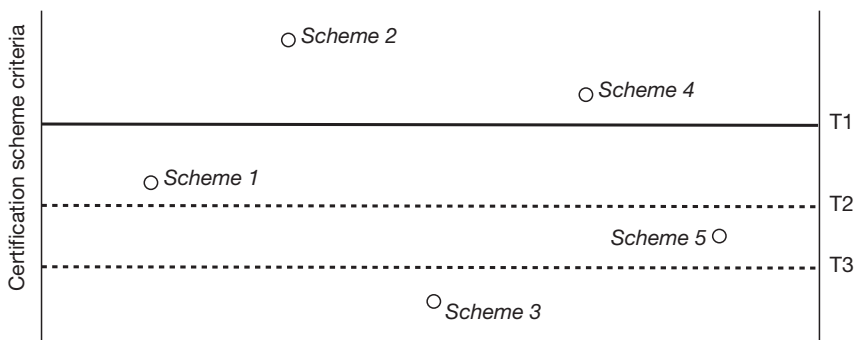 Certification scheme criteria
Scheme 2
Scheme 4
T1
Scheme 1
T2
Scheme 5
T3
Scheme 3